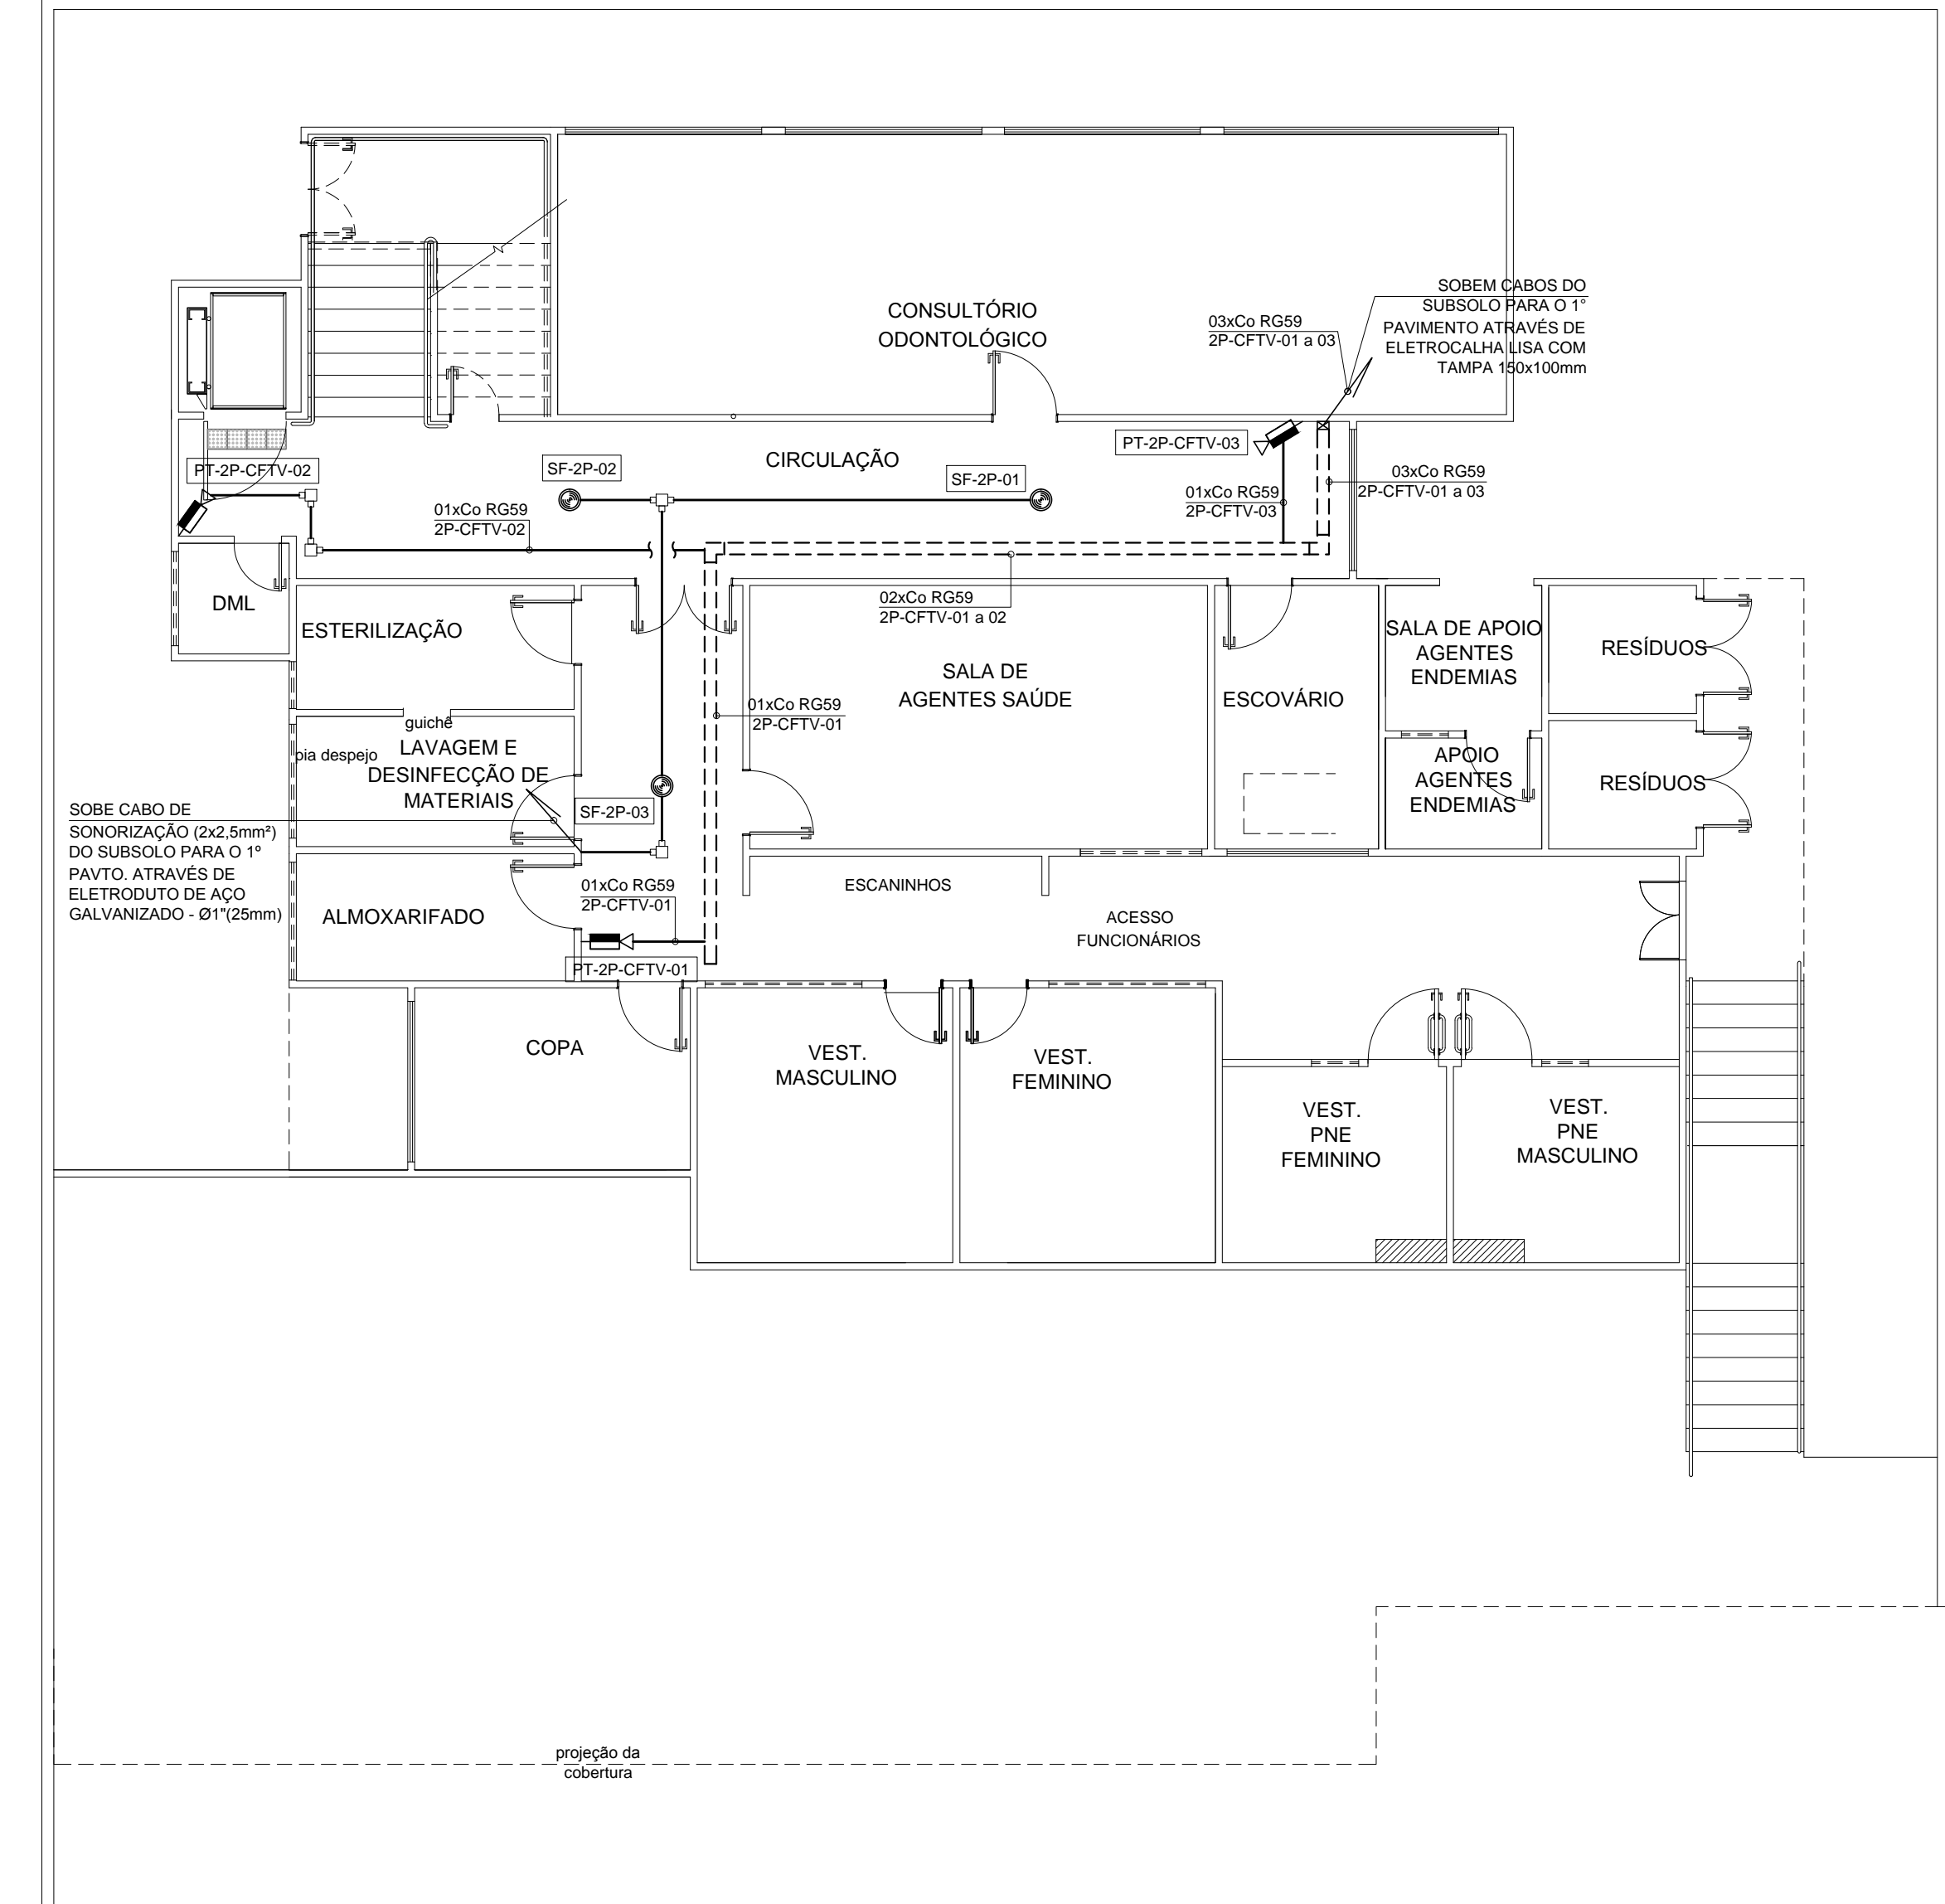 CONSULTÓRIO
ODONTOLÓGICO
SOBEM CABOS DO
SUBSOLO PARA O 1°
PAVIMENTO ATRAVÉS DE
ELETROCALHA LISA COM
TAMPA 150x100mm
03xCo RG59
2P-CFTV-01 a 03
PT-2P-CFTV-03
PT-2P-CFTV-02
SF-2P-02
CIRCULAÇÃO
SF-2P-01
03xCo RG59
2P-CFTV-01 a 03
01xCo RG59
2P-CFTV-03
01xCo RG59
2P-CFTV-02
02xCo RG59
2P-CFTV-01 a 02
DML
ESTERILIZAÇÃO
SALA DE
AGENTES SAÚDE
ESCOVÁRIO
SALA DE APOIO
AGENTES
ENDEMIAS
RESÍDUOS
01xCo RG59
2P-CFTV-01
guichê
pia despejo
LAVAGEM E
DESINFECÇÃO DE
MATERIAIS
APOIO
AGENTES
ENDEMIAS
RESÍDUOS
SF-2P-03
SOBE CABO DE
SONORIZAÇÃO (2x2,5mm²)
DO SUBSOLO PARA O 1º
PAVTO. ATRAVÉS DE
ELETRODUTO DE AÇO
GALVANIZADO - Ø1"(25mm)
ALMOXARIFADO
01xCo RG59
2P-CFTV-01
PT-2P-CFTV-01
ESCANINHOS
ACESSO
FUNCIONÁRIOS
COPA
VEST.
MASCULINO
VEST.
FEMININO
VEST.
PNE
FEMININO
VEST.
PNE
MASCULINO
projeção da
cobertura